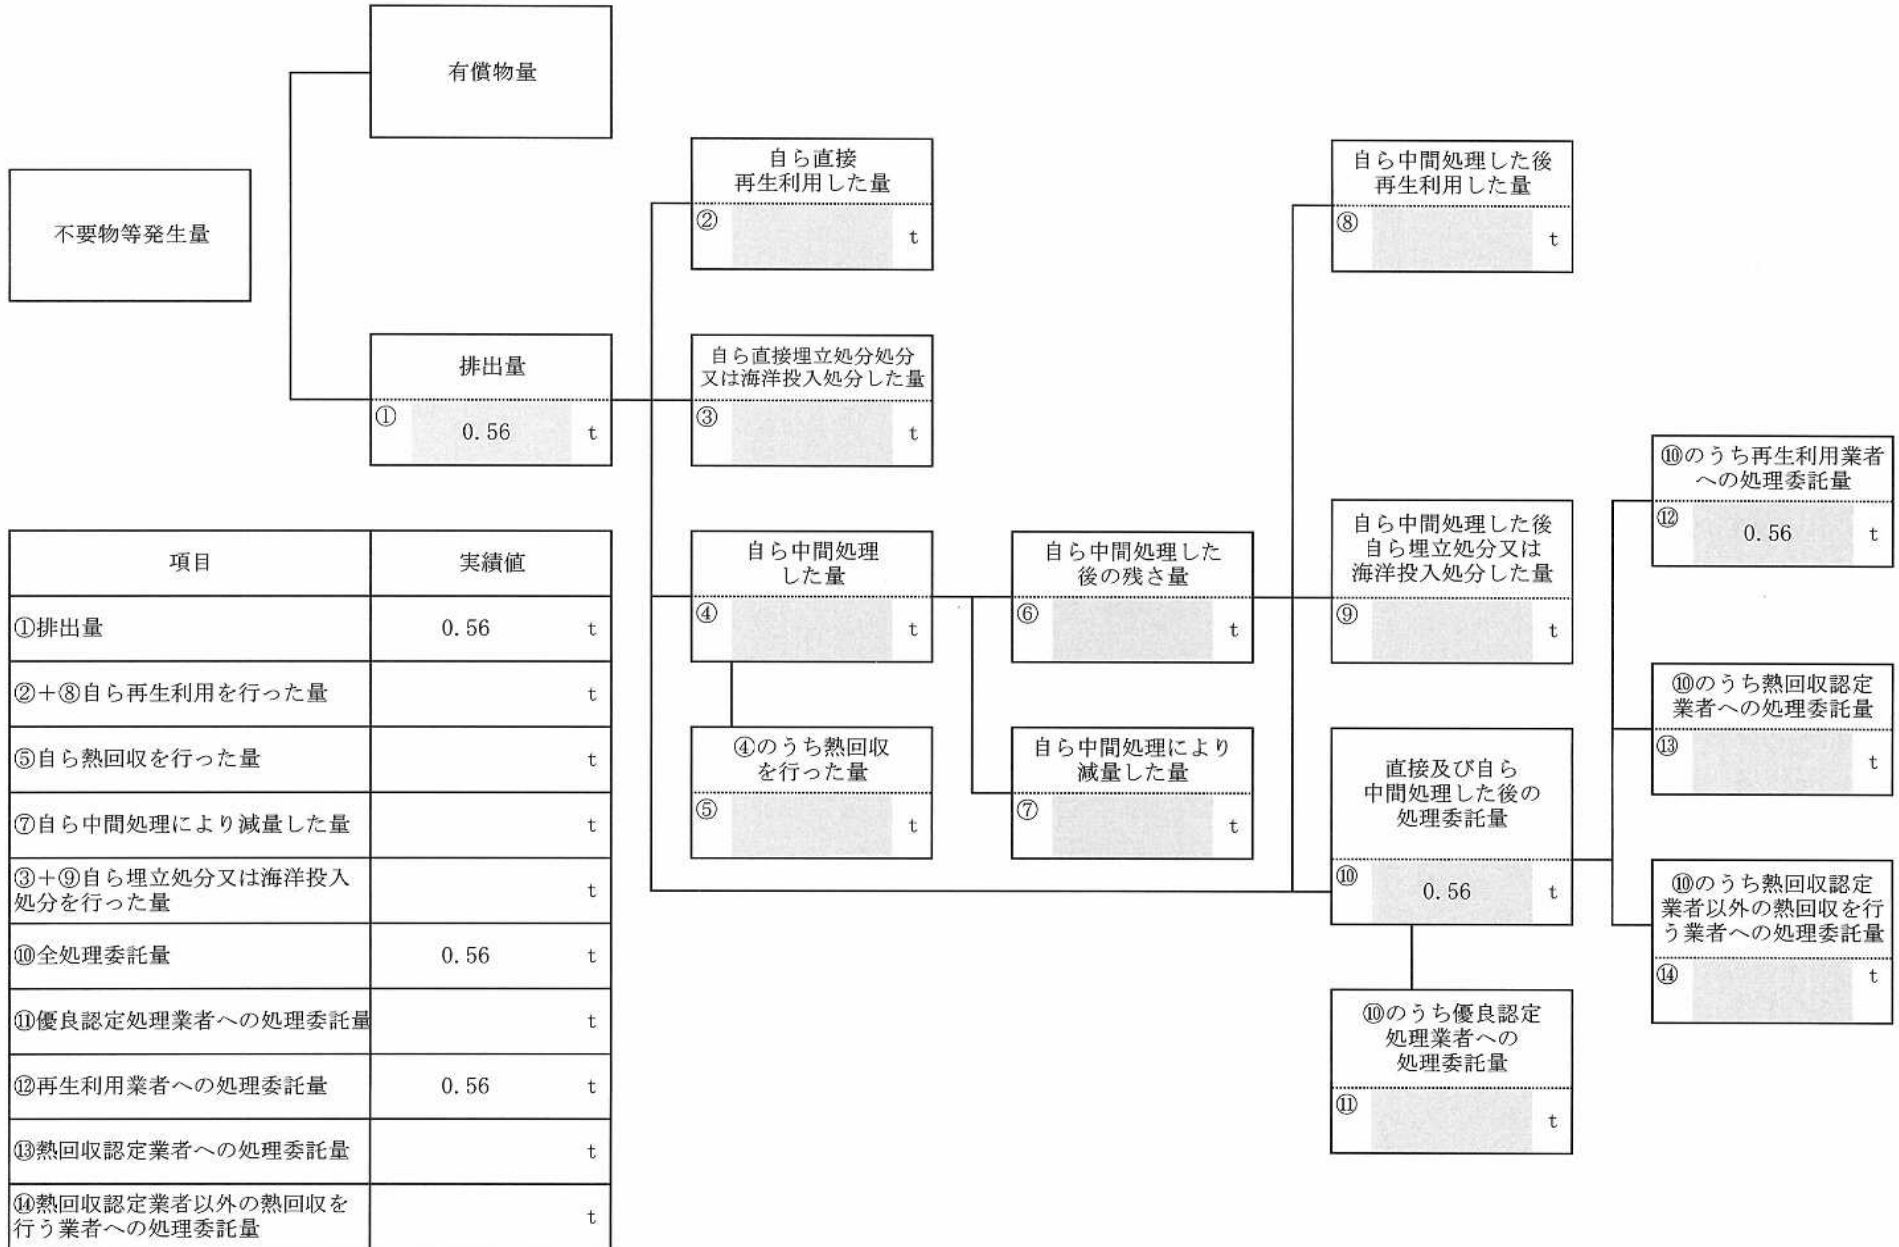 有償物量
不要物等発生量
排出量
①
0.56 t
自ら直接
再生利用した量
②
t
自ら直接埋立処分処分
又は海洋投入処分した量
③
t
自ら中間処理
した量
④
t
④のうち熱回収
を行った量
⑤
t
自ら中間処理した
後の残さ量
⑥
t
自ら中間処理により
減量した量
⑦
t
自ら中間処理した後
再生利用した量
⑧
t
自ら中間処理した後
自ら埋立処分又は
海洋投入処分した量
⑨
t
直接及び自ら
中間処理した後の
処理委託量
⑩
0.56 t
⑩のうち優良認定
処理業者への
処理委託量
⑪
t
⑩のうち再生利用業者
への処理委託量
⑫
0.56 t
⑩のうち熱回収認定
業者への処理委託量
⑬
t
⑩のうち熱回収認定
業者以外の熱回収を行
う業者への処理委託量
⑭
t
項目 実績値
①排出量 0.56 t
②+⑧自ら再生利用を行った量 t
⑤自ら熱回収を行った量 t
⑦自ら中間処理により減量した量 t
③+⑨自ら埋立処分又は海洋投入
処分を行った量 t
⑩全処理委託量 0.56 t
⑪優良認定処理業者への処理委託量 t
⑫再生利用業者への処理委託量 0.56 t
⑬熱回収認定業者への処理委託量 t
⑭熱回収認定業者以外の熱回収を
行う業者への処理委託量 t